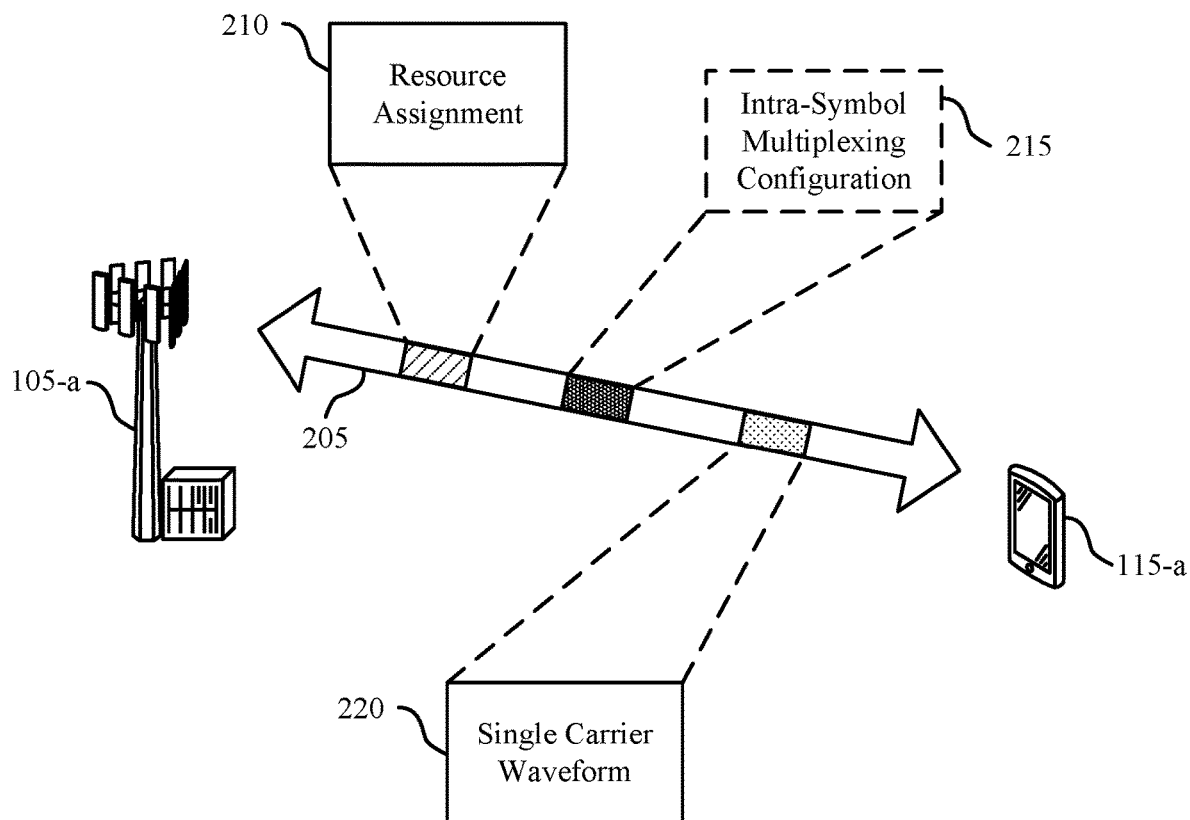 210
Resource
Assignment
Intra-Symbol
Multiplexing
Configuration
215
105-a
205
115-a
220
Single Carrier
Waveform